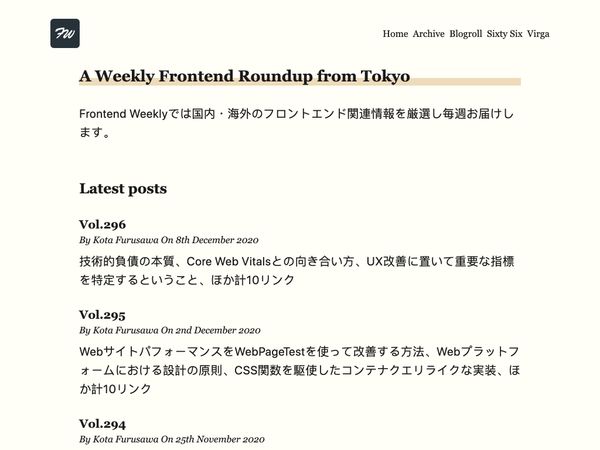 FW
Home Archive Blogroll Sixty Six Virga
A Weekly Frontend Roundup from Tokyo
Frontend Weeklyでは国内・海外のフロントエンド関連情報を厳選し毎週お届けし
ます。
Latest posts
Vol.296
By Kota Furusawa On 8th December 2020
技術的負債の本質、Core Web Vitalsとの向き合い方、UX改善に置いて重要な指標
を特定するということ、ほか計10リンク
Vol.295
By Kota Furusawa On 2nd December 2020
WebサイトパフォーマンスをWebPageTestを使って改善する方法、Webプラットフ
ォームにおける設計の原則、CSS関数を駆使したコンテナクエリライクな実装、ほ
か計10リンク
Vol.294
By Kota Furusawa On 25th November 2020